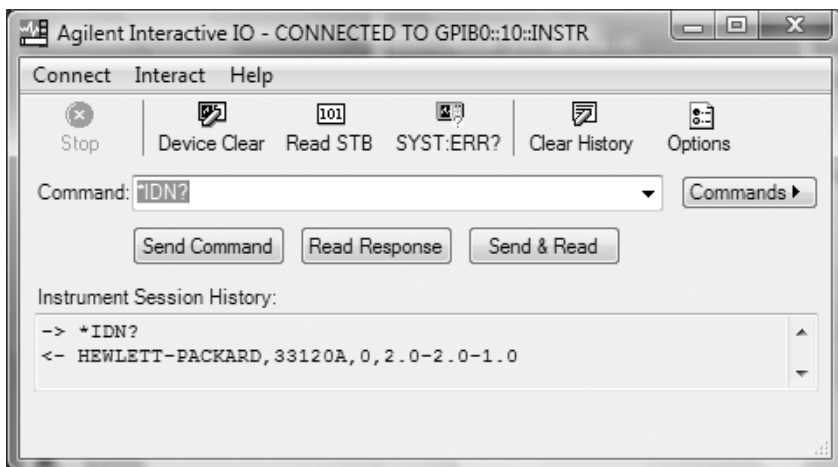 Agilent Interactive IO - CONNECTED TO GPIB0::10::INSTR
Connect Interact Help
101
Stop Device Clear Read STB SYST:ERR? Clear History Options
Command: *IDN? Commands
Send Command Read Response Send & Read
Instrument Session History:
-> *IDN?
<- HEWLETT-PACKARD,33120A,0,2.0-2.0-1.0